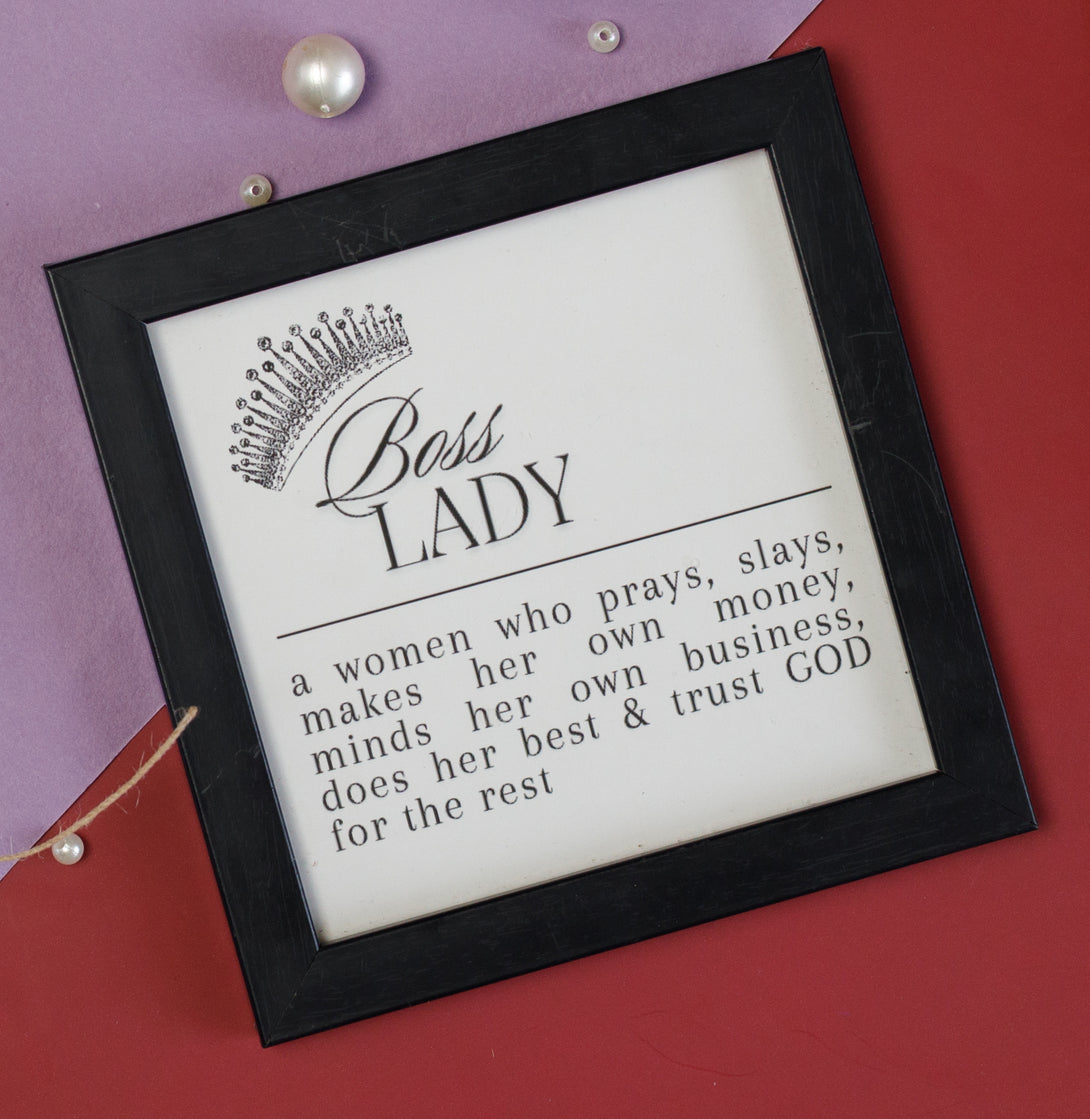 Boss
LADY
a women who prays, slays,
makes her own money,
minds her own business,
does her best & trust GOD
for the rest